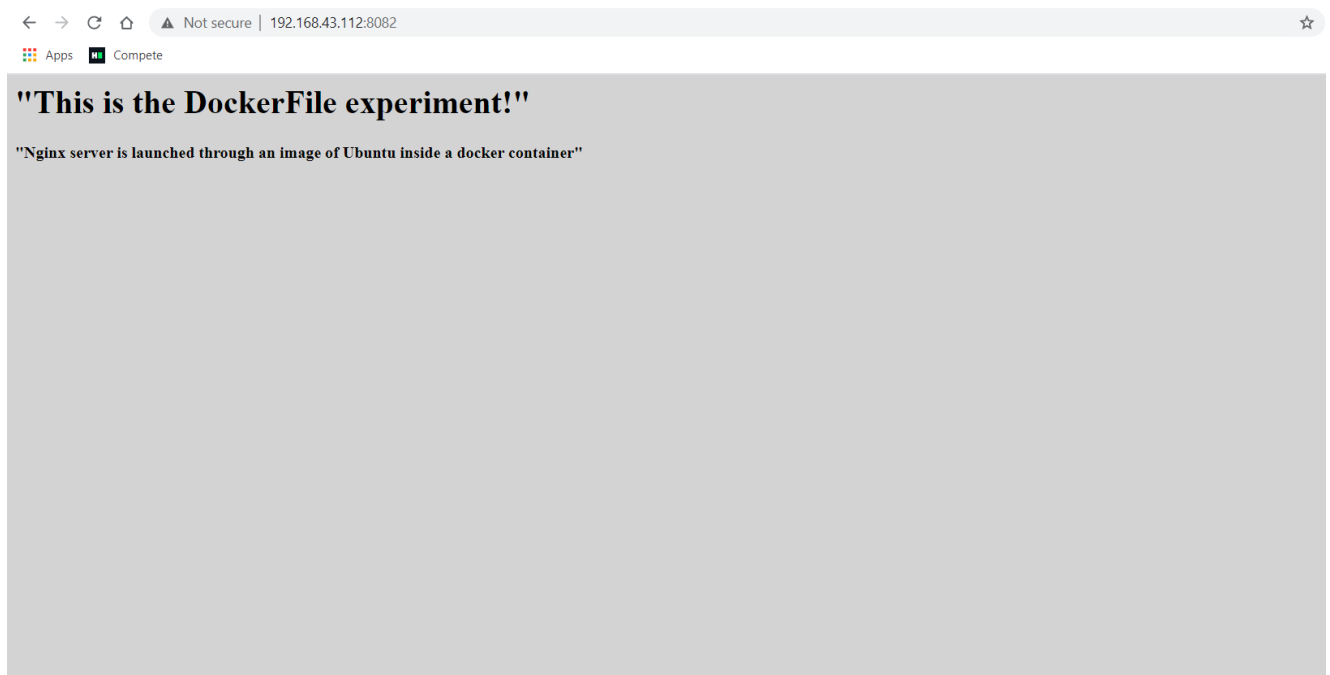 Not secure | 192.168.43.112:8082
Apps Compete
"This is the DockerFile experiment!"
"Nginx server is launched through an image of Ubuntu inside a docker container"